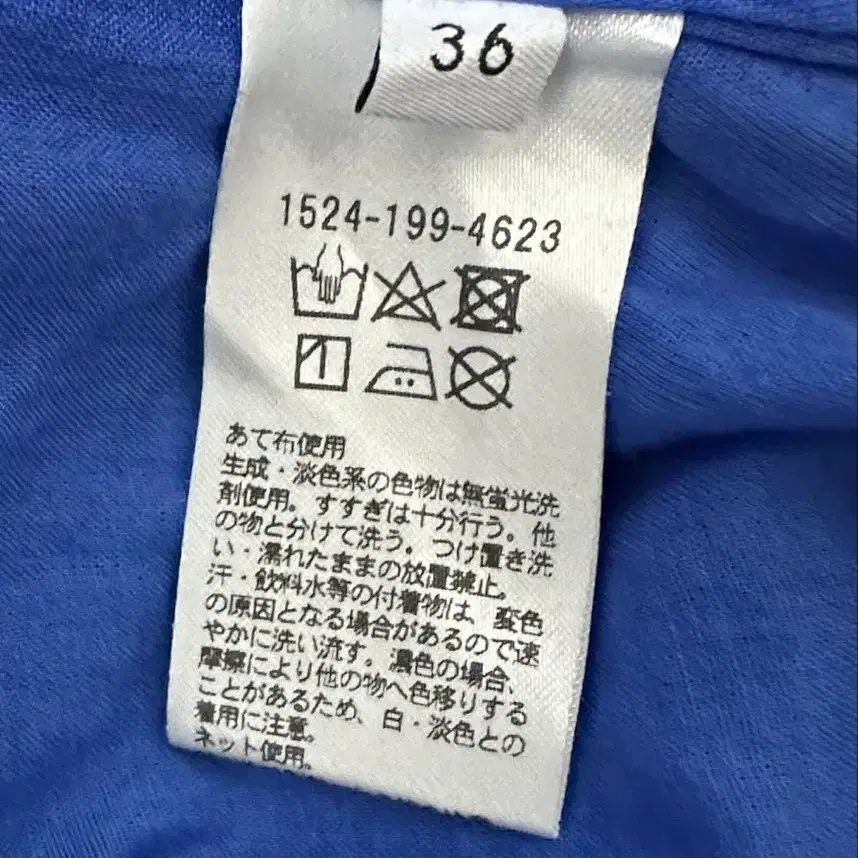 36
1524-199-4623
あて布使用
生成・淡色系の色物は無蛍光洗
剤使用。すすぎは十分行う。他
の物と分けて洗う。つけ置き洗
い・濡れたままの放置禁止。
汗・飲料水等の付着物は、変色
の原因となる場合があるので速
やかに洗い流す。濃色の場合、
摩擦により他の物へ色移りする
ことがあるため、白・淡色との
着用に注意。
ネット使用。